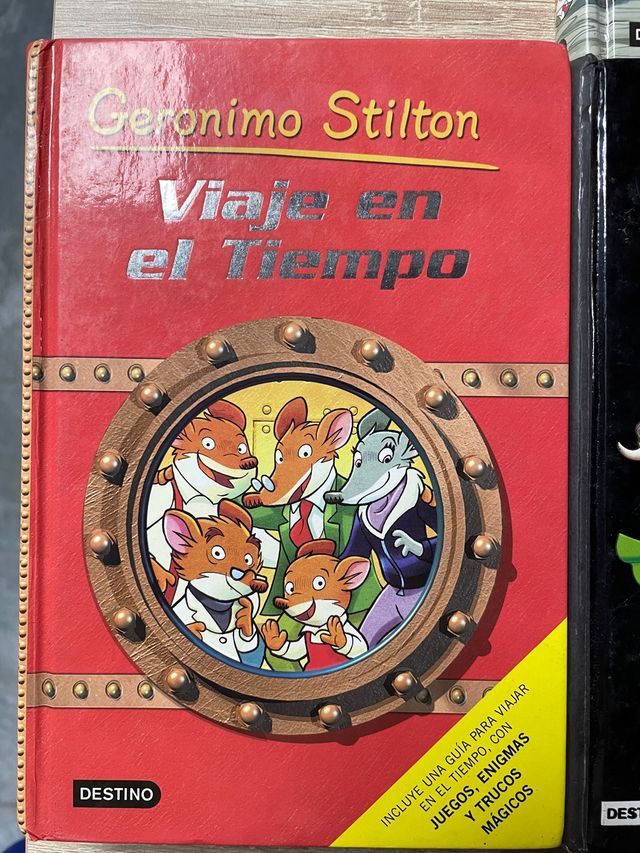 Geronimo Stilton
Viaje en
el Tiempo
INCLUYE UNA GUÍA PARA VIAJAR
EN EL TIEMPO, CON
JUEGOS, ENIGMAS
Y TRUCOS
MÁGICOS
DESTINO